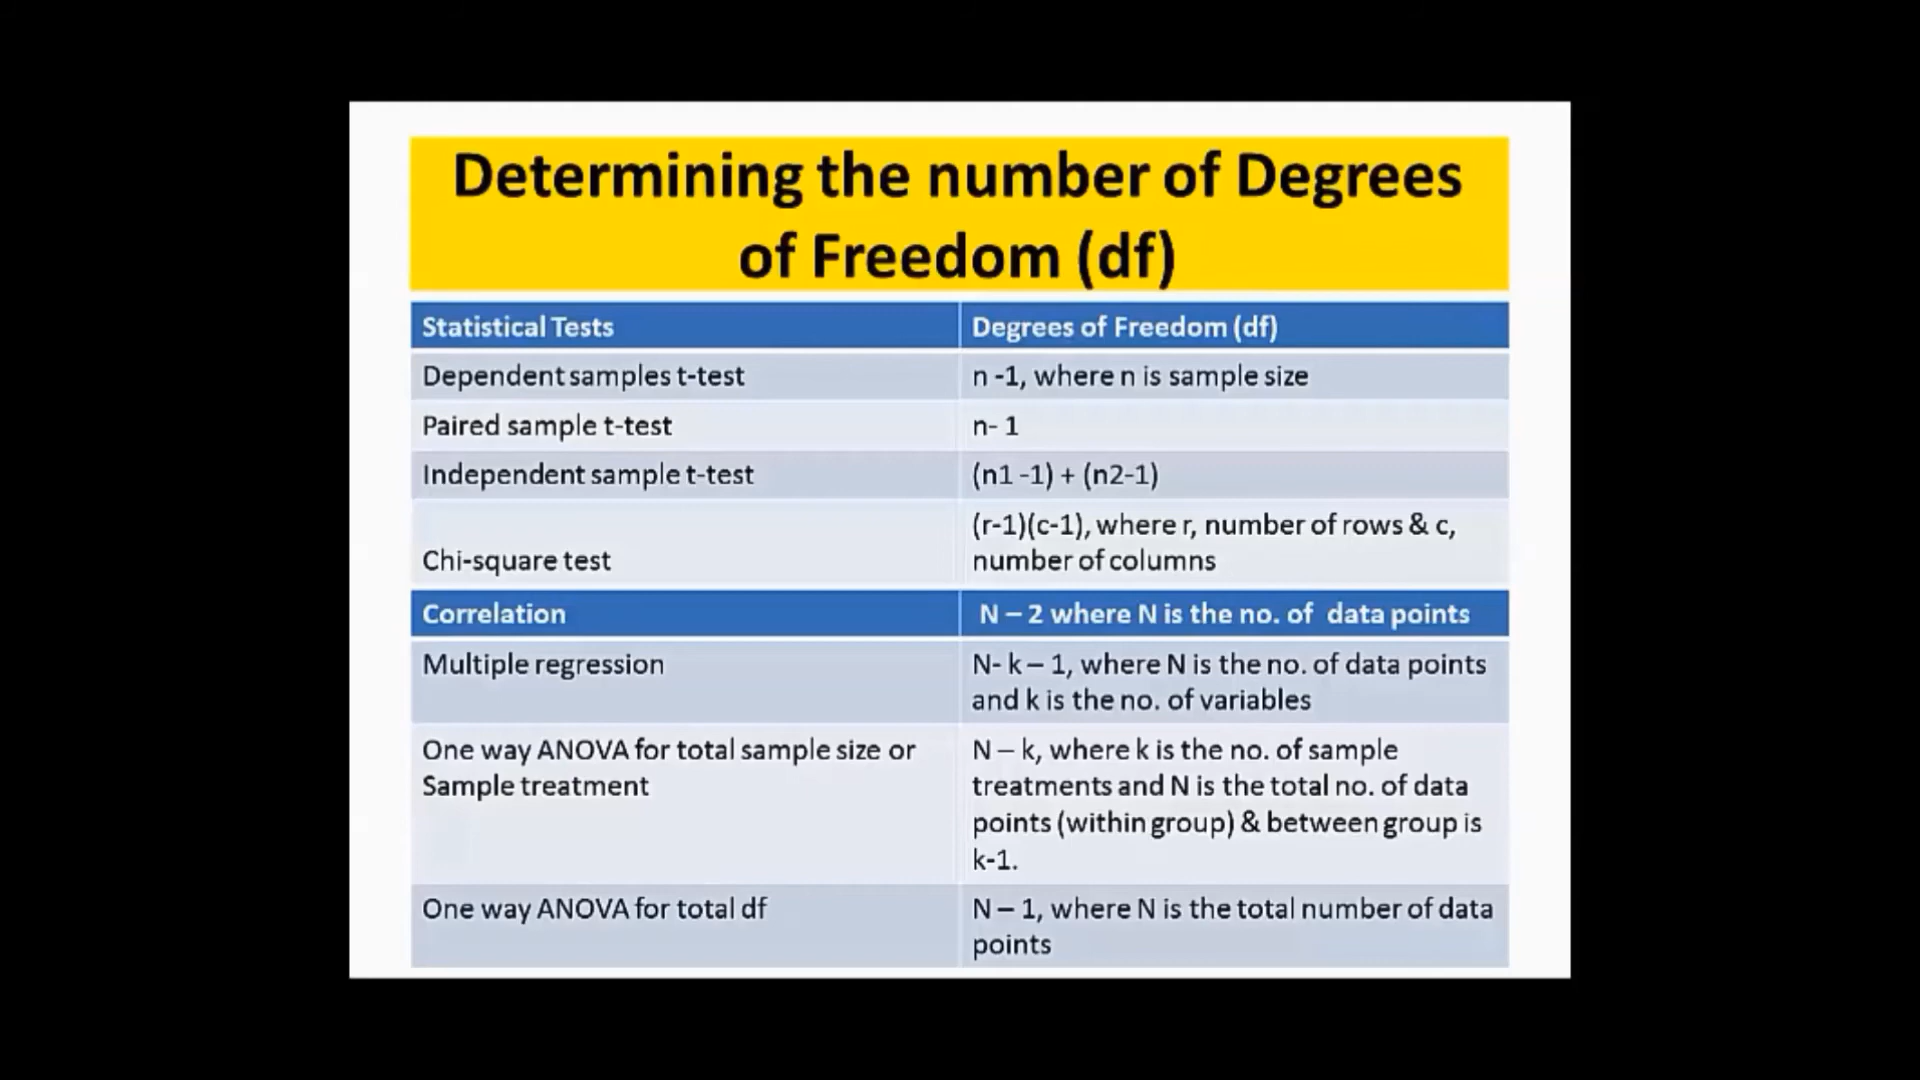 Determining the number of Degrees
of Freedom (df)
Statistical Tests
Degrees of Freedom (df)
Dependent samples t-test
n -1, where n is sample size
Paired sample t-test
n- 1
Independent sample t-test
(n1 -1) + (n2-1)
Chi-square test
(r-1)(c-1), where r, number of rows & c,
number of columns
Correlation
N – 2 where N is the no. of data points
Multiple regression
N- k – 1, where N is the no. of data points
and k is the no. of variables
One way ANOVA for total sample size or
Sample treatment
N – k, where k is the no. of sample
treatments and N is the total no. of data
points (within group) & between group is
k-1.
One way ANOVA for total df
N – 1, where N is the total number of data
points